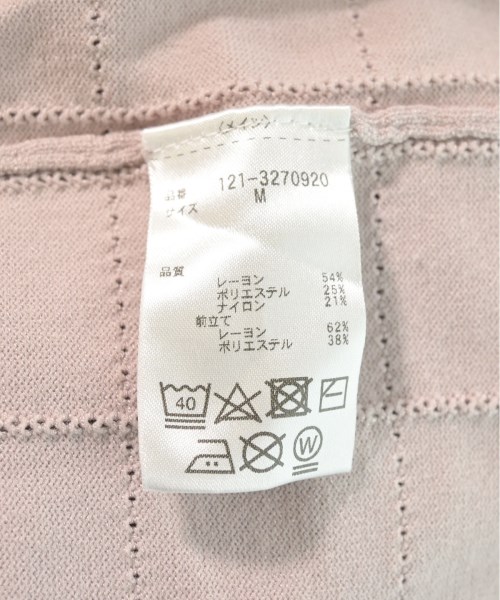 (メイン)
品番 121-3270920
サイズ M
品質
レーヨン 54%
ポリエステル 25%
ナイロン 21%
前立て
レーヨン 62%
ポリエステル 38%
40
W